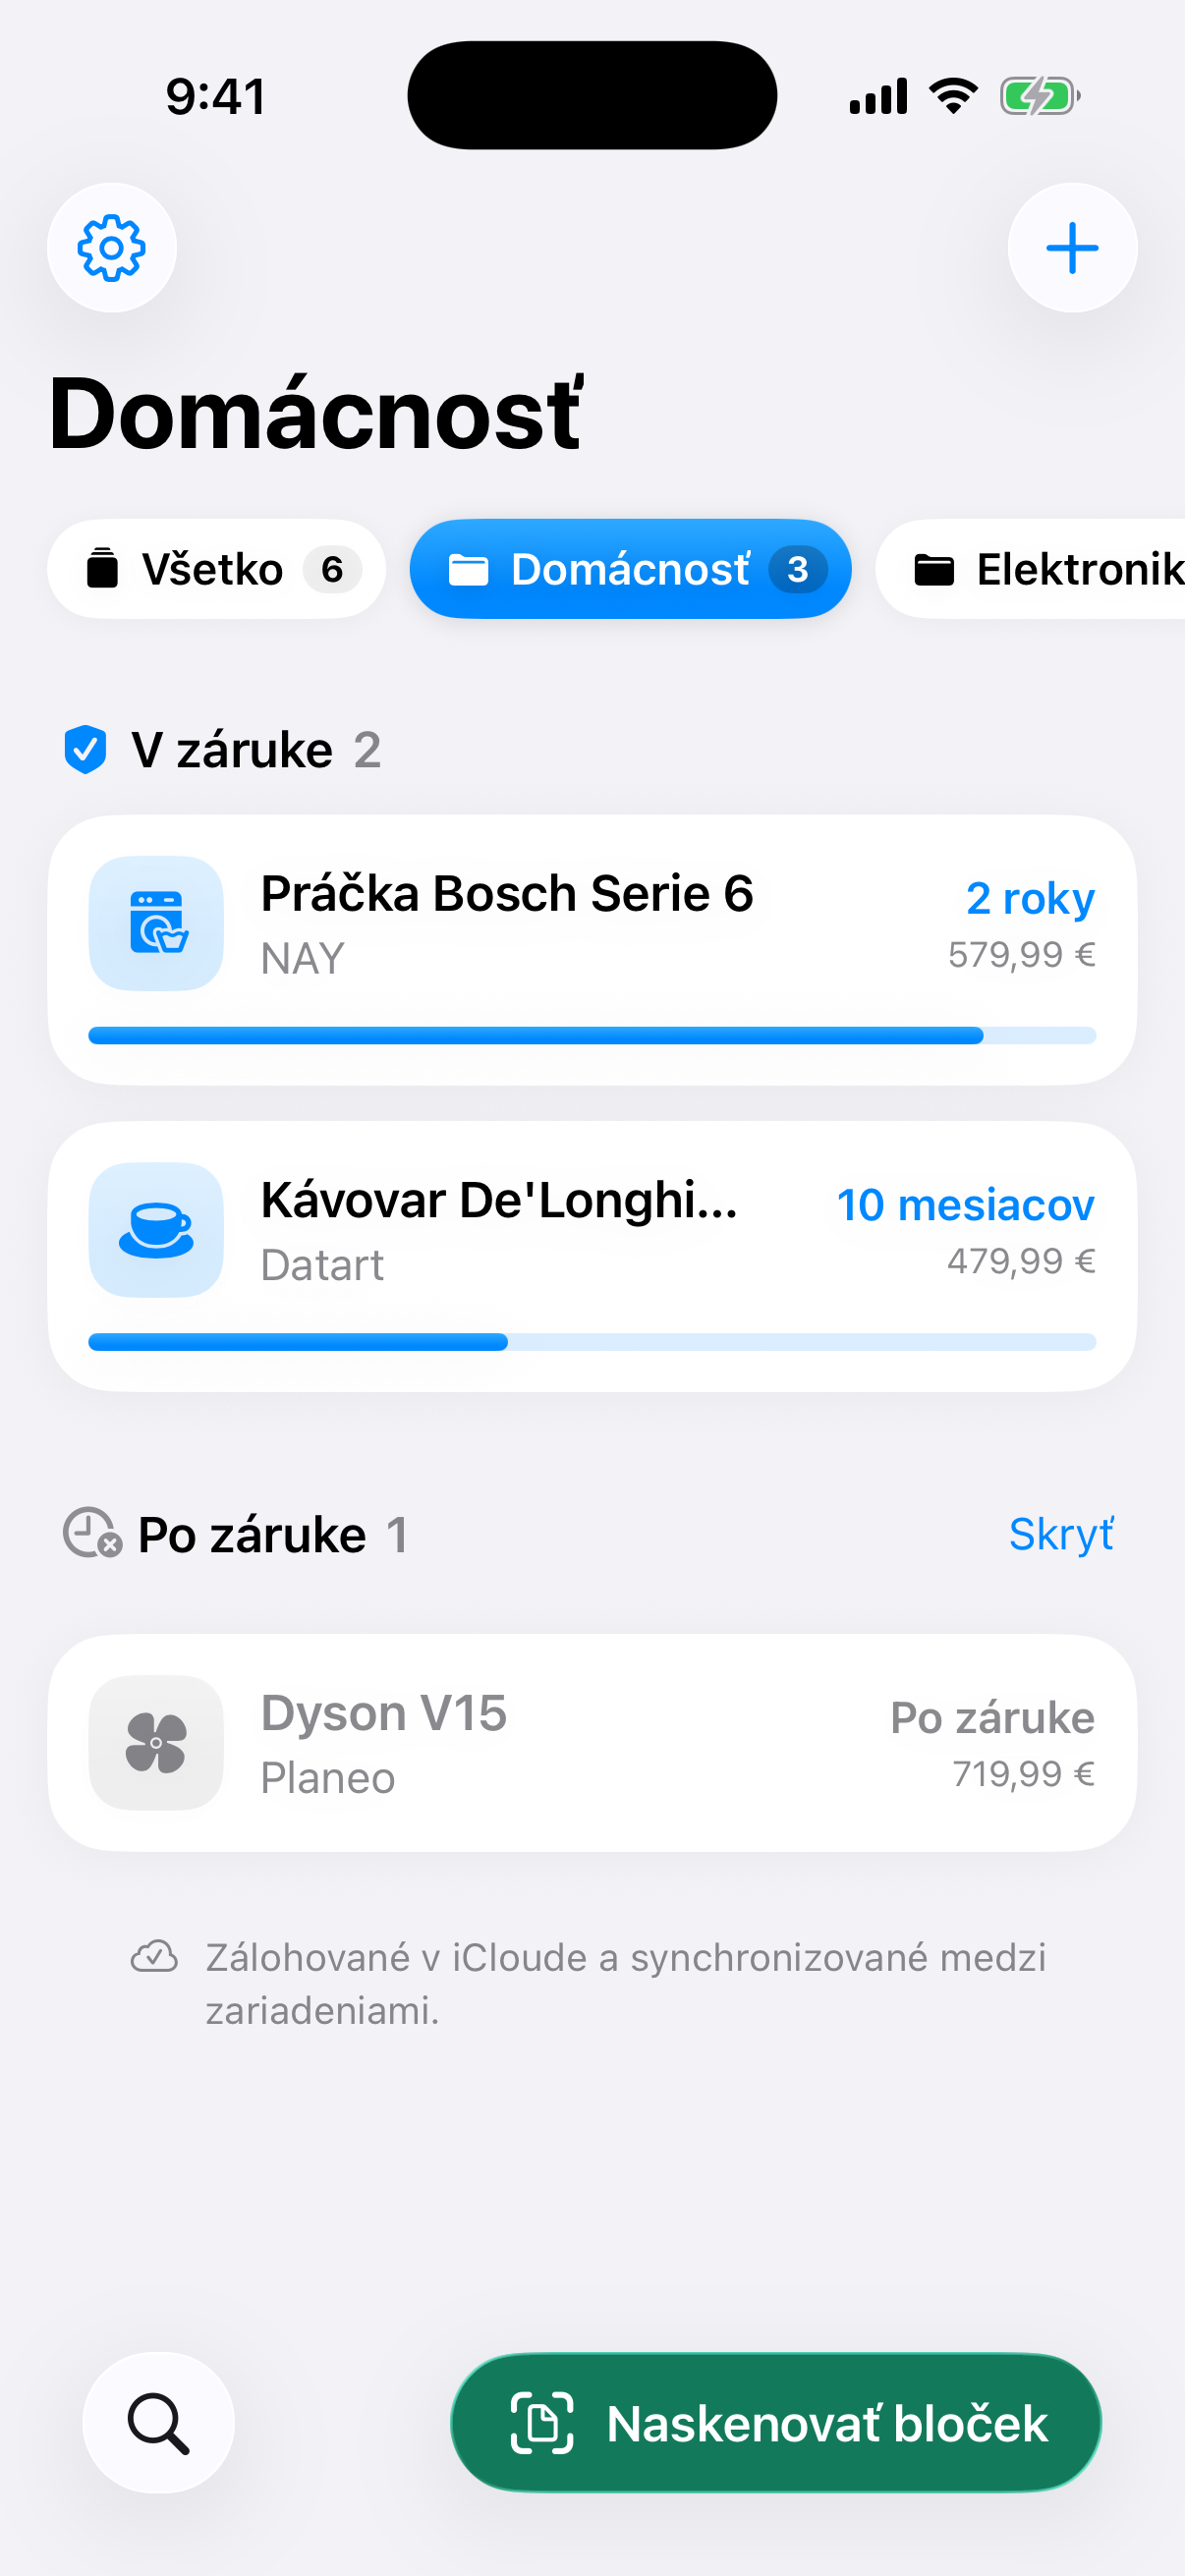 9:41
Domácnosť
Všetko 6
Domácnosť 3
Elektronik
V záruke 2
Práčka Bosch Serie 6
2 roky
NAY
579,99 €
Kávovar De'Longhi...
10 mesiacov
Datart
479,99 €
Po záruke 1
Skryť
Dyson V15
Po záruke
Planeo
719,99 €
Zálohované v iCloude a synchronizované medzi
zariadeniami.
Naskenovať bloček